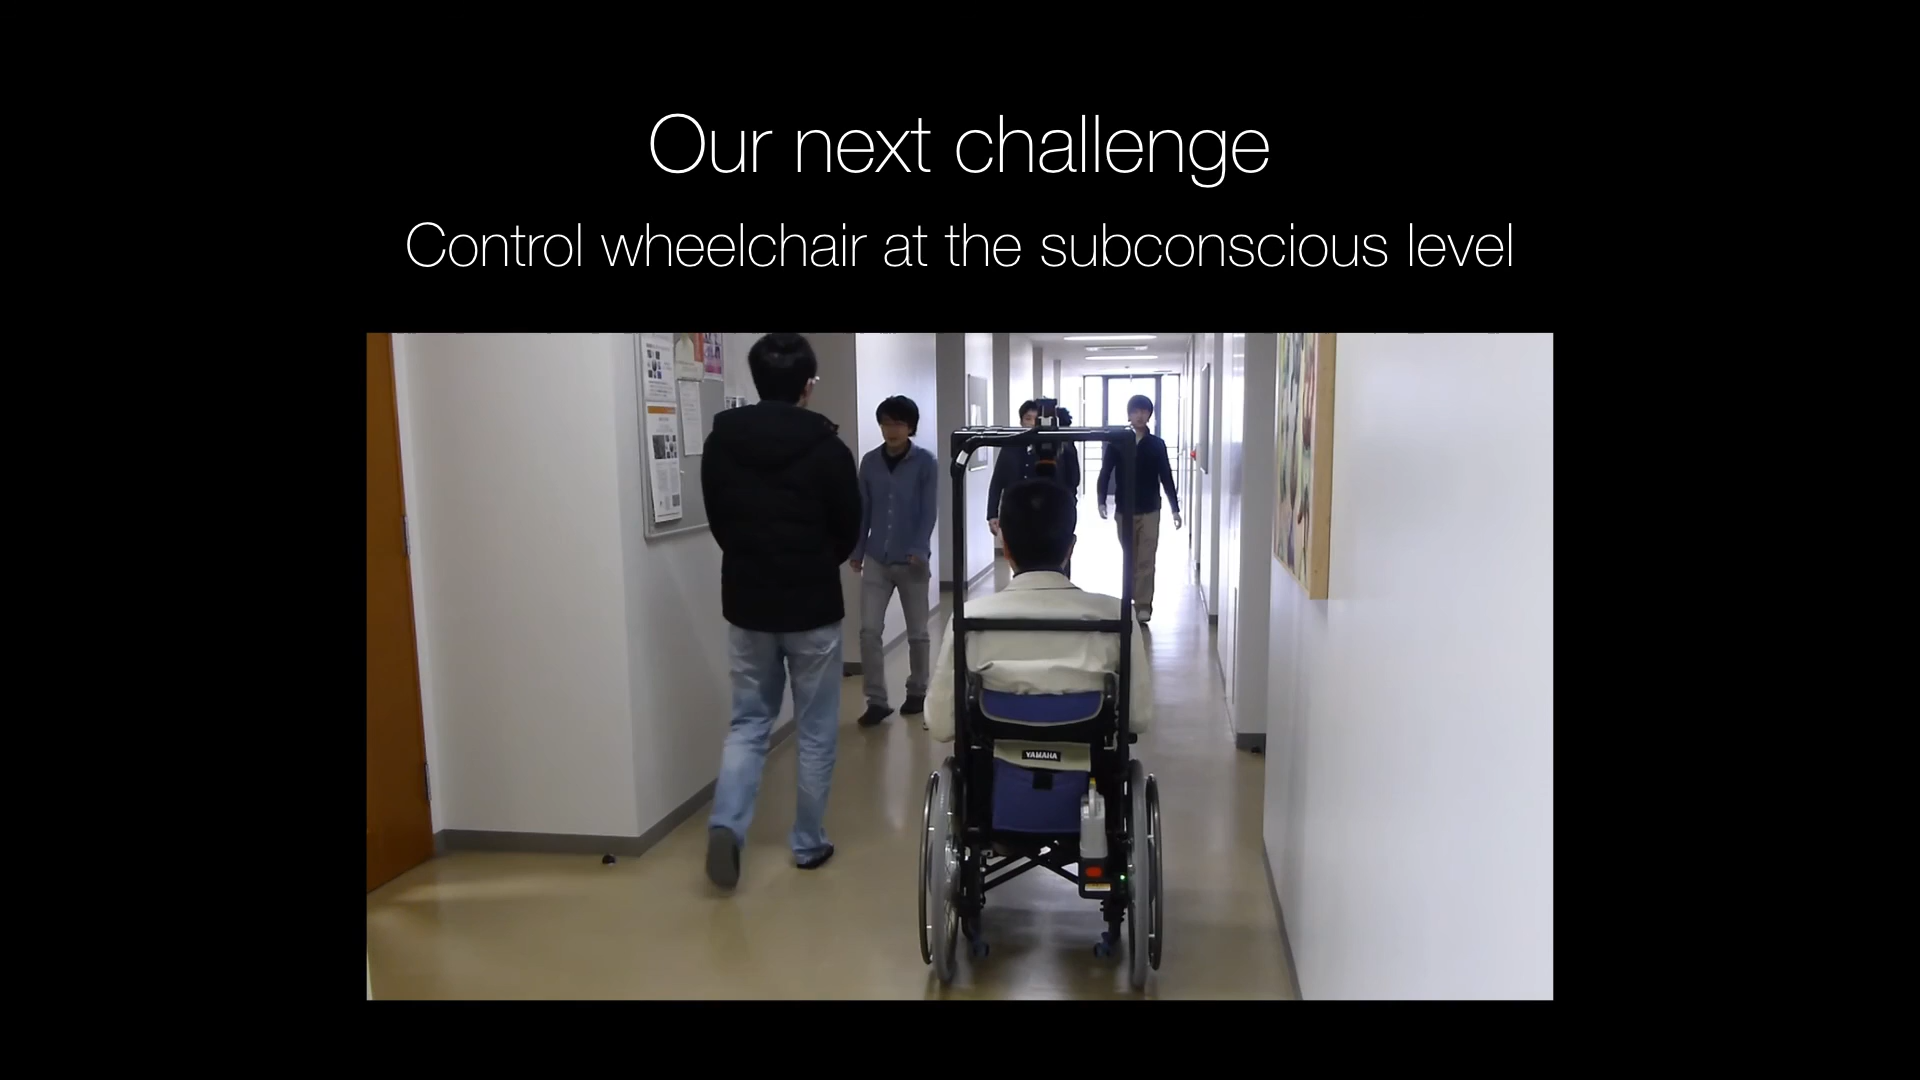 Our next challenge
Control wheelchair at the subconscious level
YAMAHA